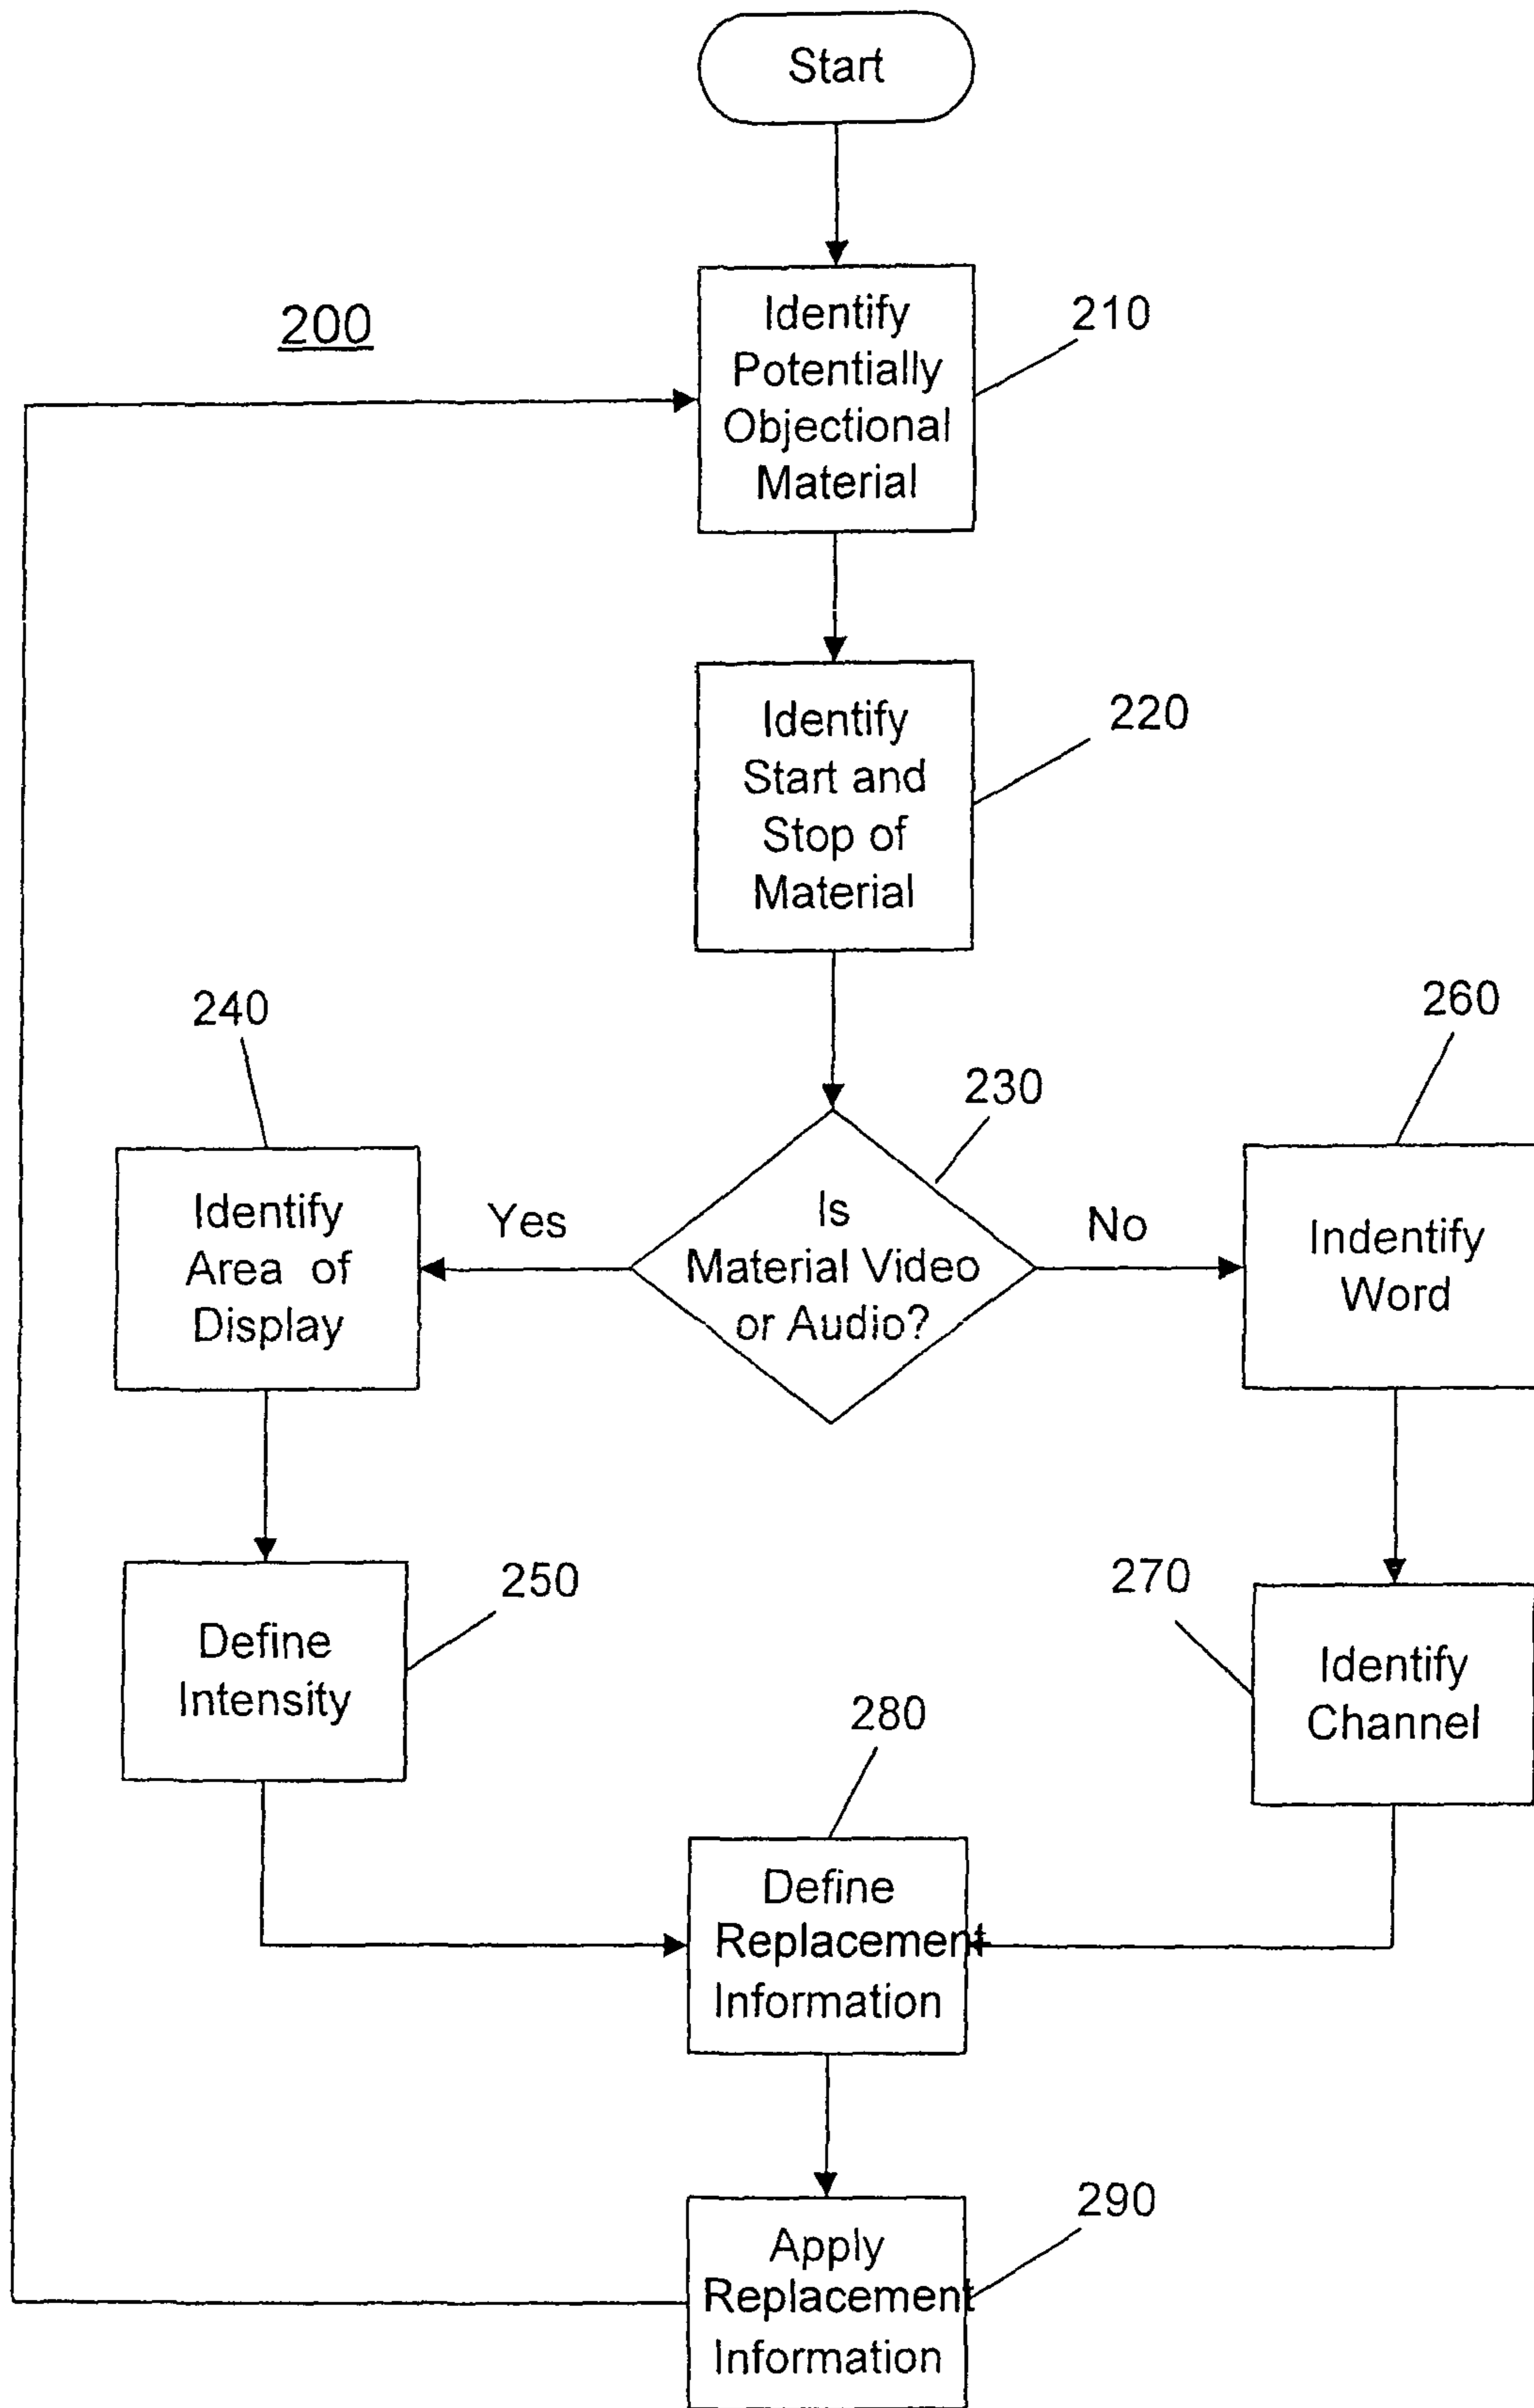 Start
200
Identify
Potentially
Objectional
Material
210
Identify
Start and
Stop of
Material
220
230
Is
Material Video
or Audio?
Yes
No
240
Identify
Area of
Display
260
Indentify
Word
250
Define
Intensity
270
Identify
Channel
280
Define
Replacement
Information
290
Apply
Replacement
Information